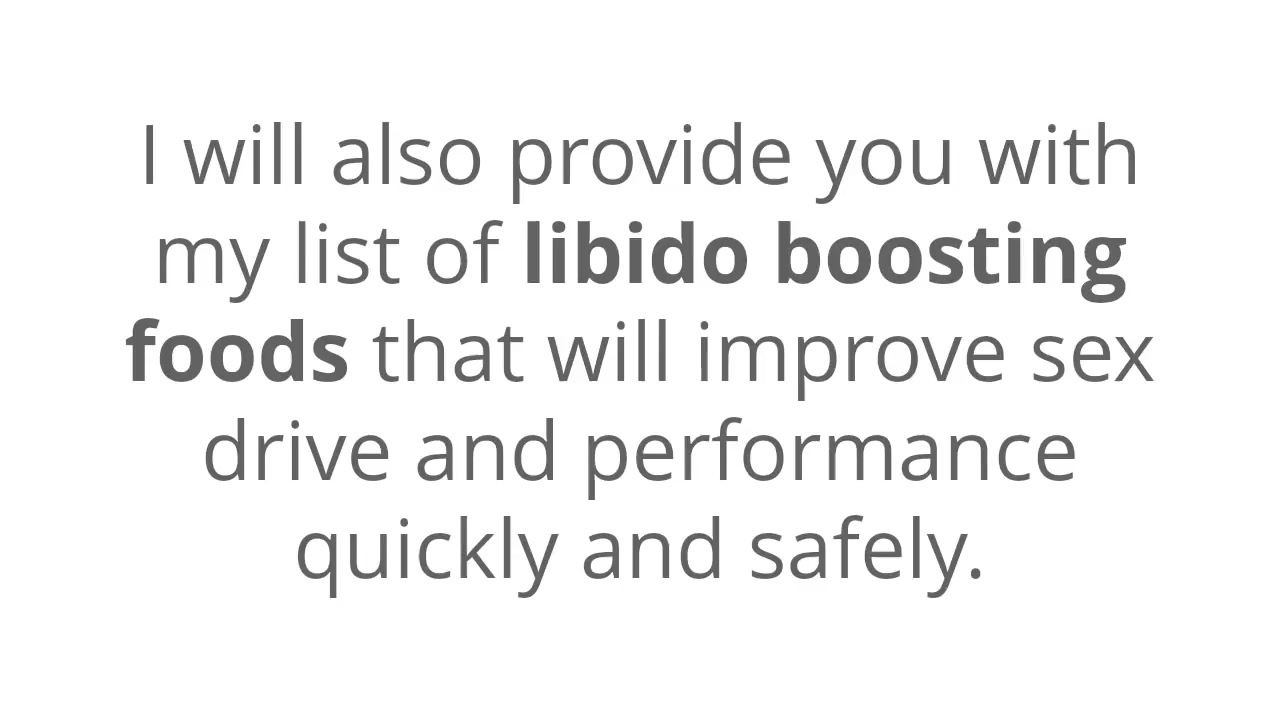 I will also provide you with
my list of libido boosting
foods that will improve sex
drive and performance
quickly and safely.